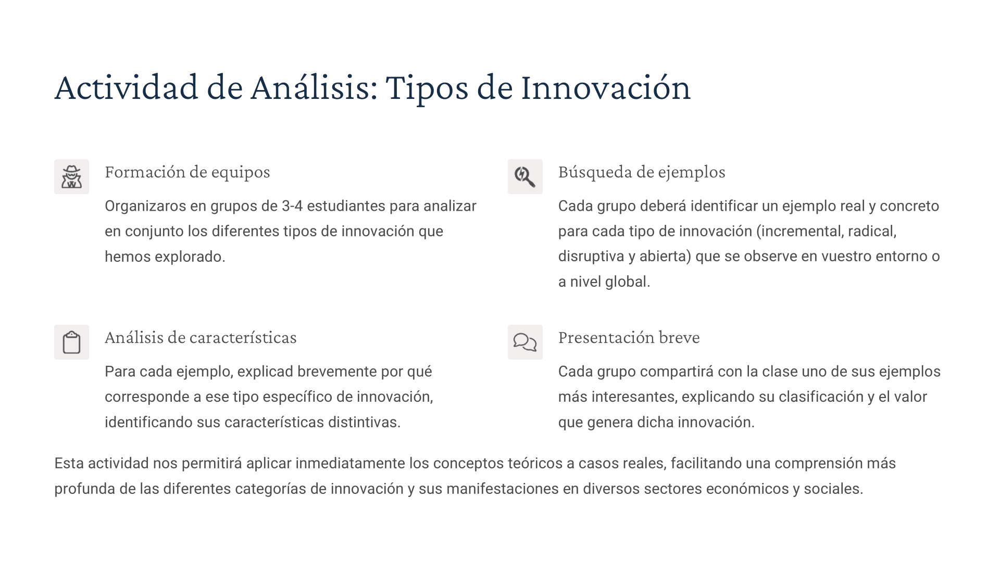 Actividad de Análisis: Tipos de Innovación
Formación de equipos
Organizaros en grupos de 3-4 estudiantes para analizar
en conjunto los diferentes tipos de innovación que
hemos explorado.
Búsqueda de ejemplos
Cada grupo deberá identificar un ejemplo real y concreto
para cada tipo de innovación (incremental, radical,
disruptiva y abierta) que se observe en vuestro entorno o
a nivel global.
Análisis de características
Para cada ejemplo, explicad brevemente por qué
corresponde a ese tipo específico de innovación,
identificando sus características distintivas.
Presentación breve
Cada grupo compartirá con la clase uno de sus ejemplos
más interesantes, explicando su clasificación y el valor
que genera dicha innovación.
Esta actividad nos permitirá aplicar inmediatamente los conceptos teóricos a casos reales, facilitando una comprensión más
profunda de las diferentes categorías de innovación y sus manifestaciones en diversos sectores económicos y sociales.